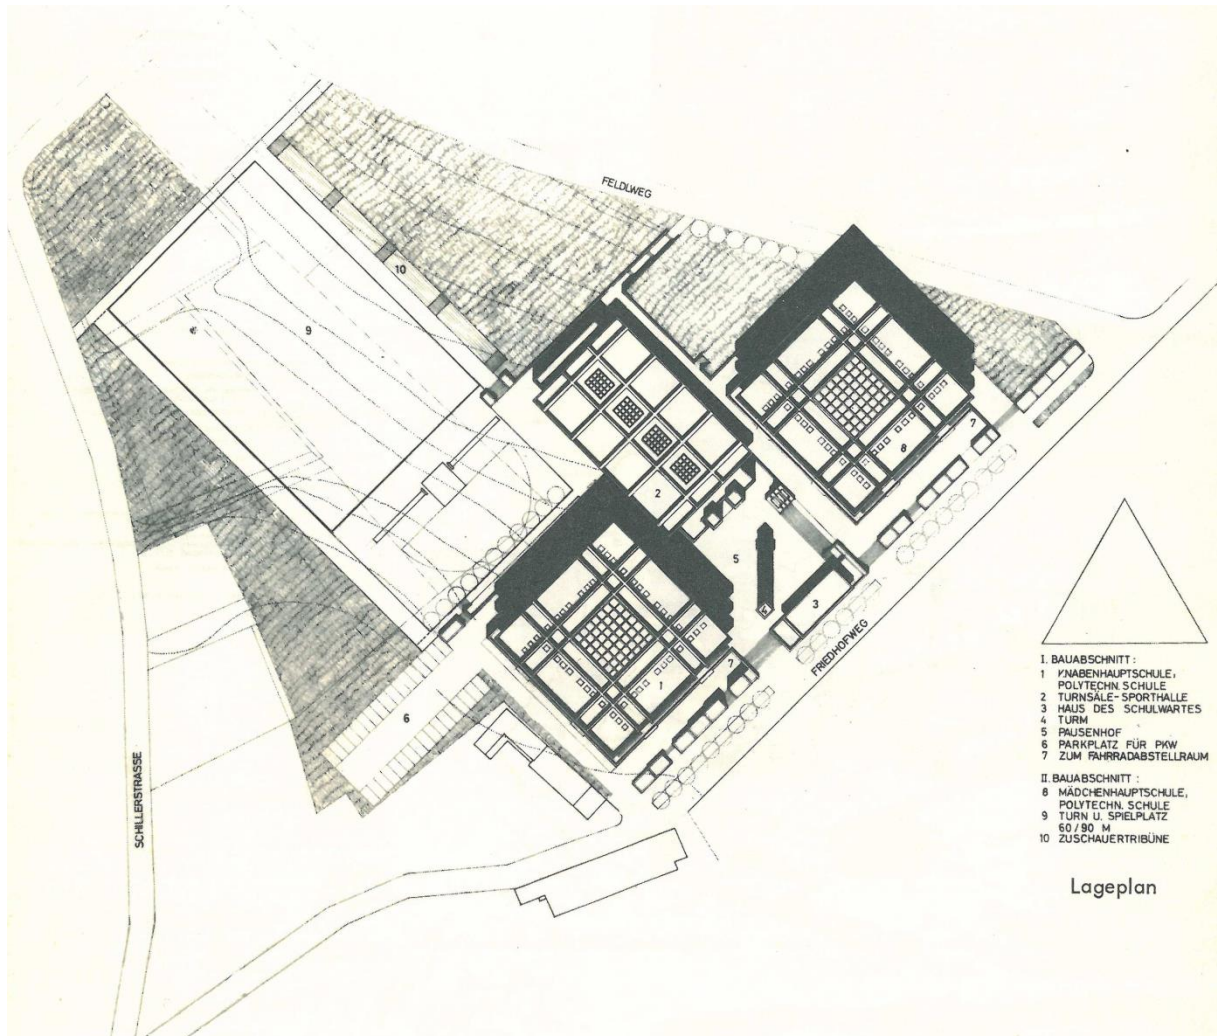 FELDLWEG
10
9
8
7
2
5
3
4
FRIEDHOFWEG
7
1
6
SCHILLERSTRASSE
I. BAUABSCHNITT :
1 KNABENHAUPTSCHULE,
POLYTECHN. SCHULE
2 TURNSÄLE-SPORTHALLE
3 HAUS DES SCHULWARTES
4 TURM
5 PAUSENHOF
6 PARKPLATZ FÜR PKW
7 ZUM FAHRRADABSTELLRAUM
II. BAUABSCHNITT :
8 MÄDCHENHAUPTSCHULE,
POLYTECHN. SCHULE
9 TURN U. SPIELPLATZ
60 / 90 M
10 ZUSCHAUERTRIBÜNE
Lageplan